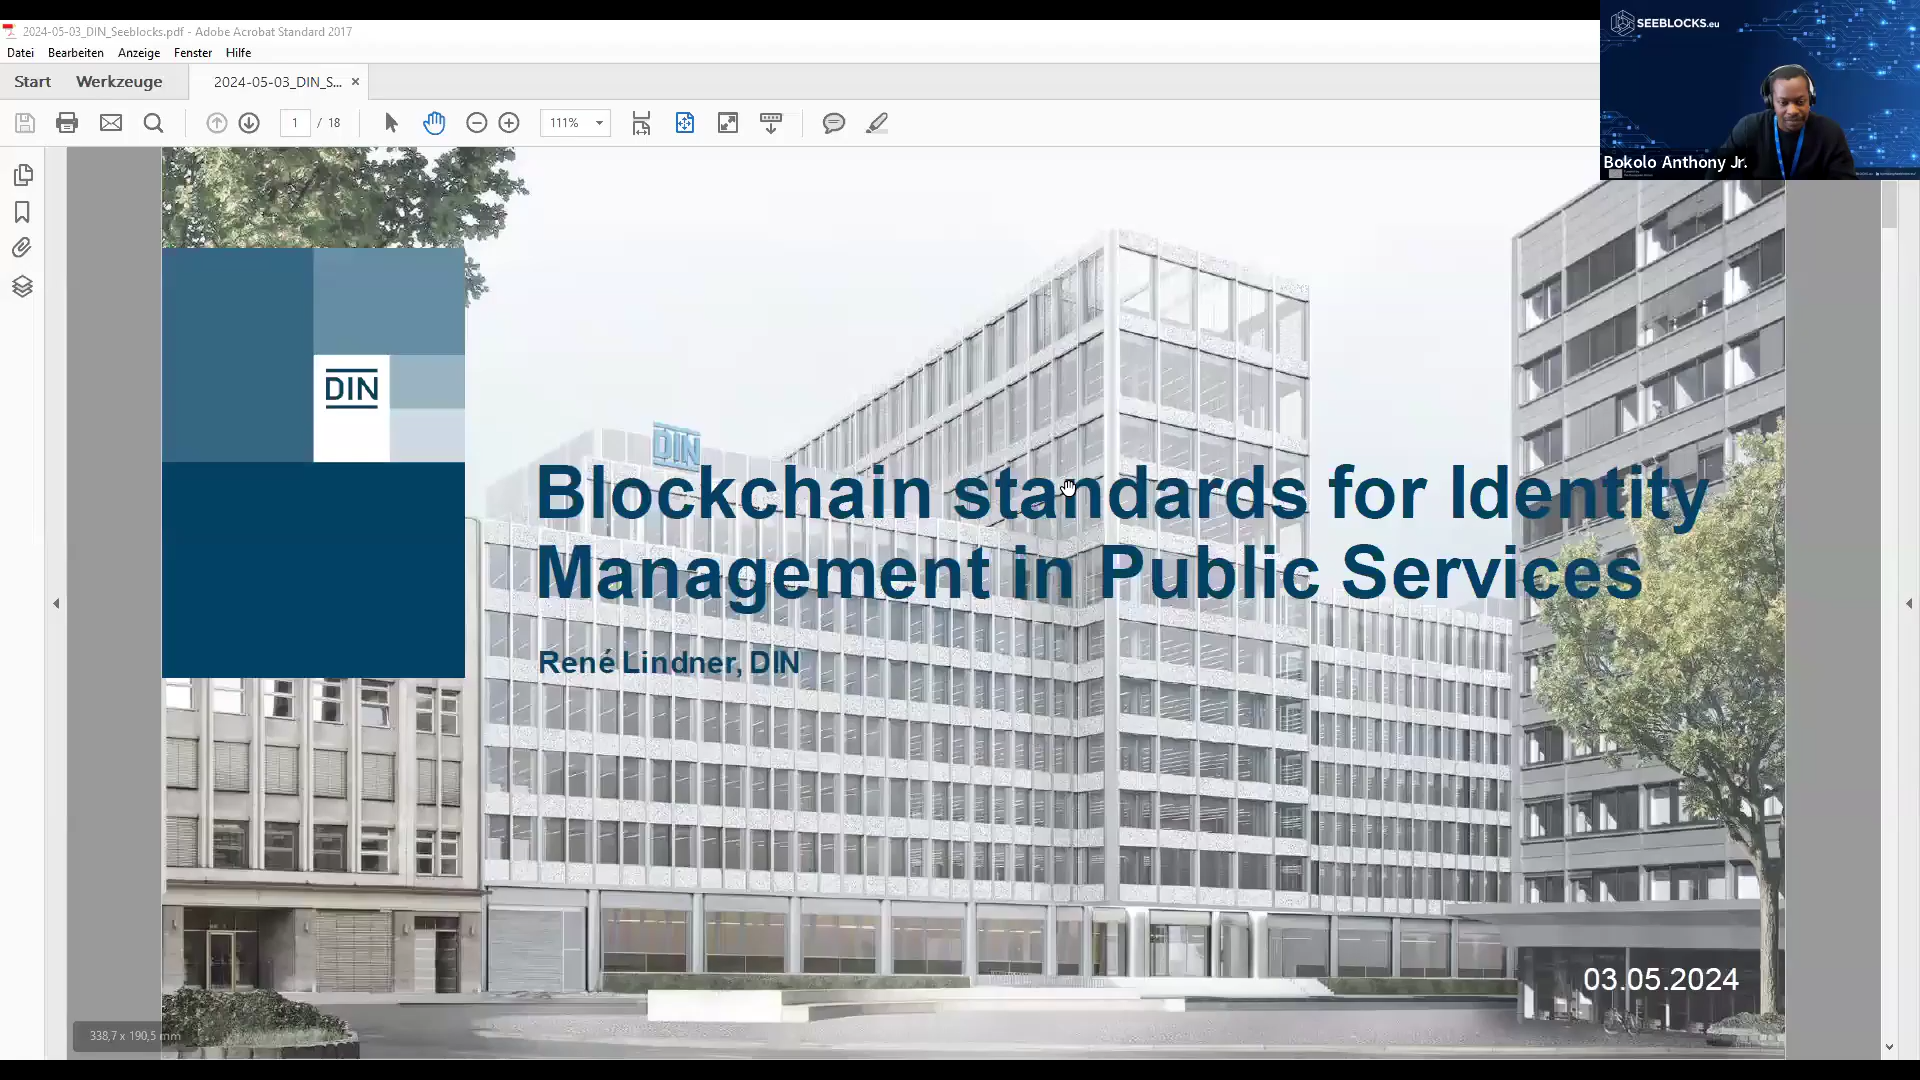 2024-05-03_DIN_Seeblocks.pdf - Adobe Acrobat Standard 2017
Datei Bearbeiten Anzeige Fenster Hilfe
Start Werkzeuge 2024-05-03_DIN_S... ×
1 / 18 111%
SEEBLOCKS.eu
Bokolo Anthony Jr.
DIN
DIN
Blockchain standards for Identity
Management in Public Services
René Lindner, DIN
03.05.2024
338,7 x 190,5 mm